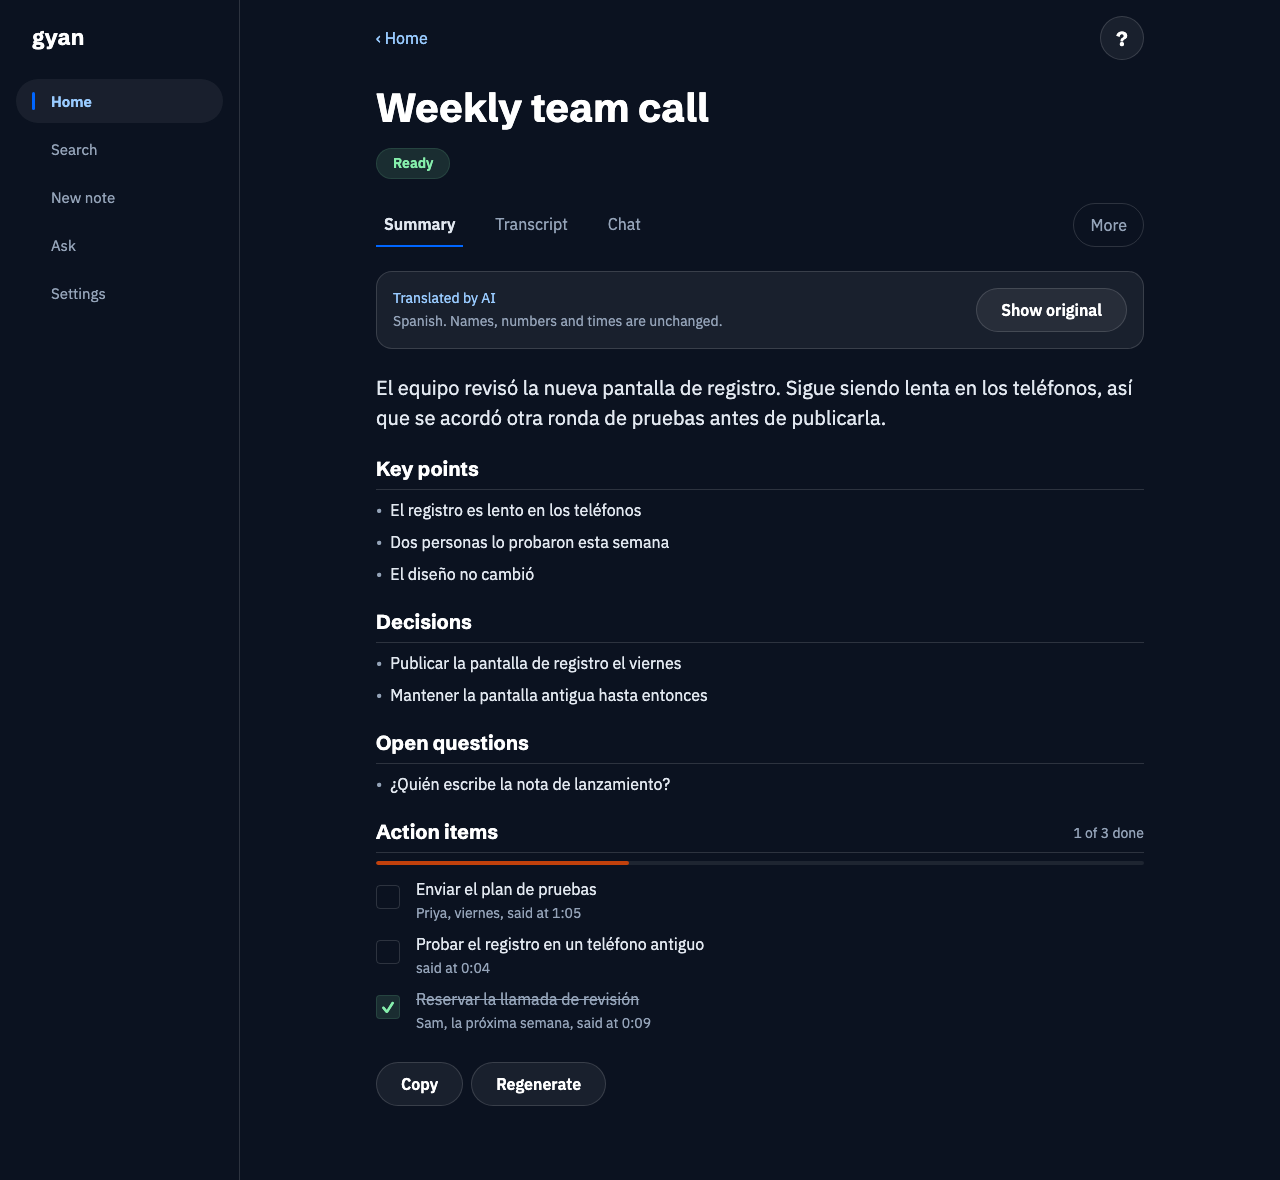 gyan
Home
Search
New note
Ask
Settings
‹ Home
?
Weekly team call
Ready
Summary
Transcript
Chat
More
Translated by AI
Spanish. Names, numbers and times are unchanged.
Show original
El equipo revisó la nueva pantalla de registro. Sigue siendo lenta en los teléfonos, así
que se acordó otra ronda de pruebas antes de publicarla.
Key points
• El registro es lento en los teléfonos
• Dos personas lo probaron esta semana
• El diseño no cambió
Decisions
• Publicar la pantalla de registro el viernes
• Mantener la pantalla antigua hasta entonces
Open questions
• ¿Quién escribe la nota de lanzamiento?
Action items
1 of 3 done
Enviar el plan de pruebas
Priya, viernes, said at 1:05
Probar el registro en un teléfono antiguo
said at 0:04
Reservar la llamada de revisión
Sam, la próxima semana, said at 0:09
Copy
Regenerate